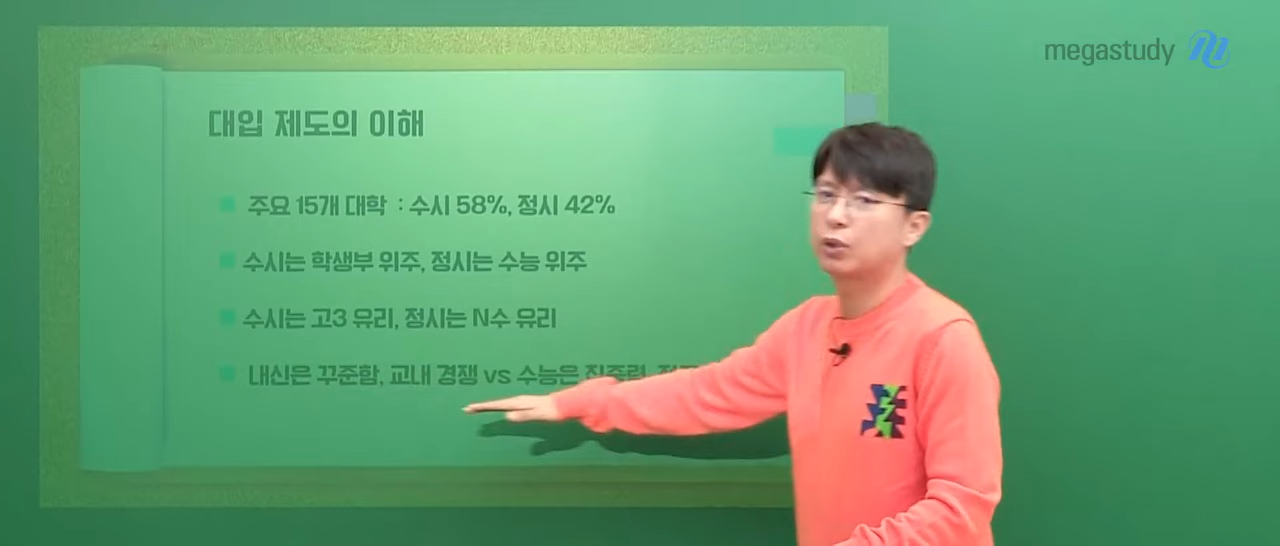 megastudy
대입 제도의 이해
주요 15개 대학 : 수시 58%, 정시 42%
수시는 학생부 위주, 정시는 수능 위주
수시는 고3 유리, 정시는 N수 유리
내신은 꾸준함, 교내 경쟁 vs 수능은 집중력,